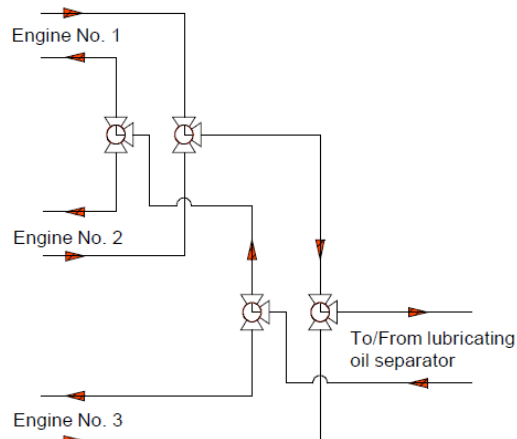 Engine No. 1
Engine No. 2
To/From lubricating
oil separator
Engine No. 3